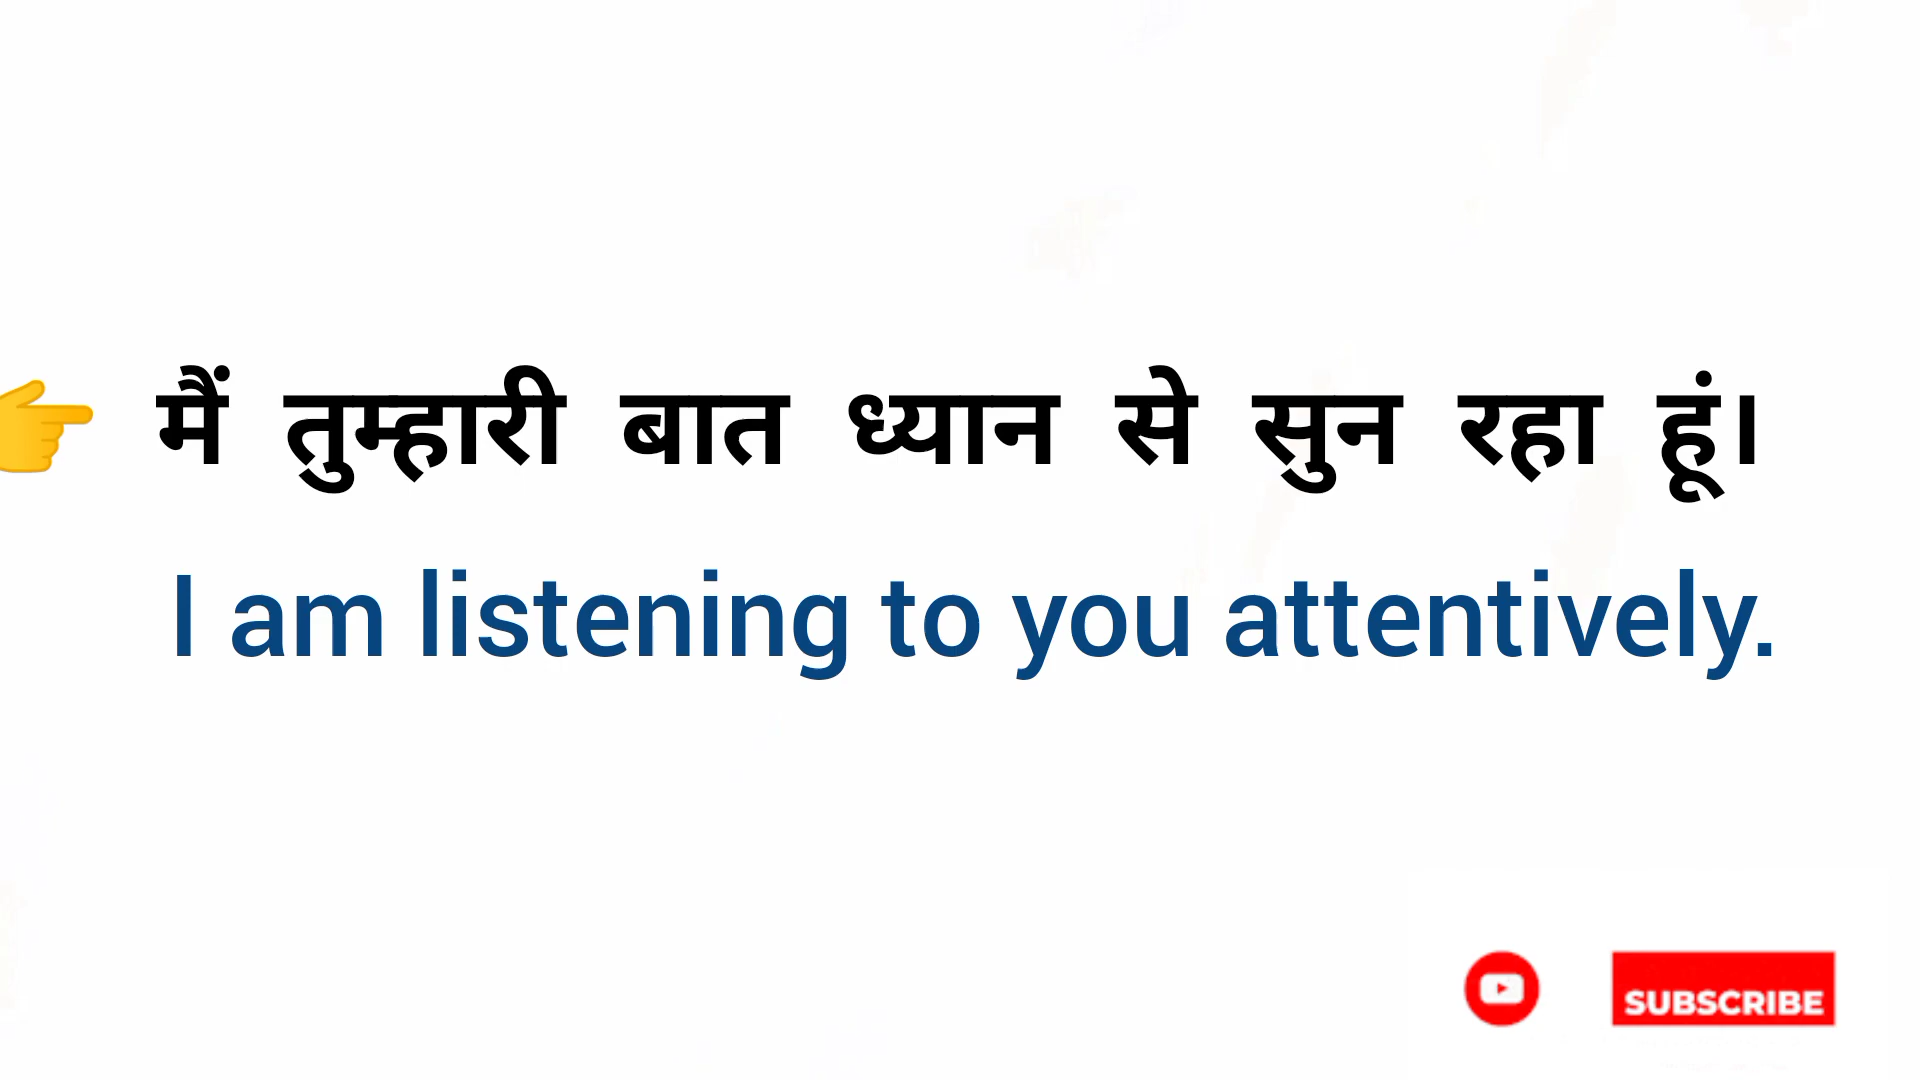 मैं तुम्हारी बात ध्यान से सुन रहा हूं।
I am listening to you attentively.
SUBSCRIBE